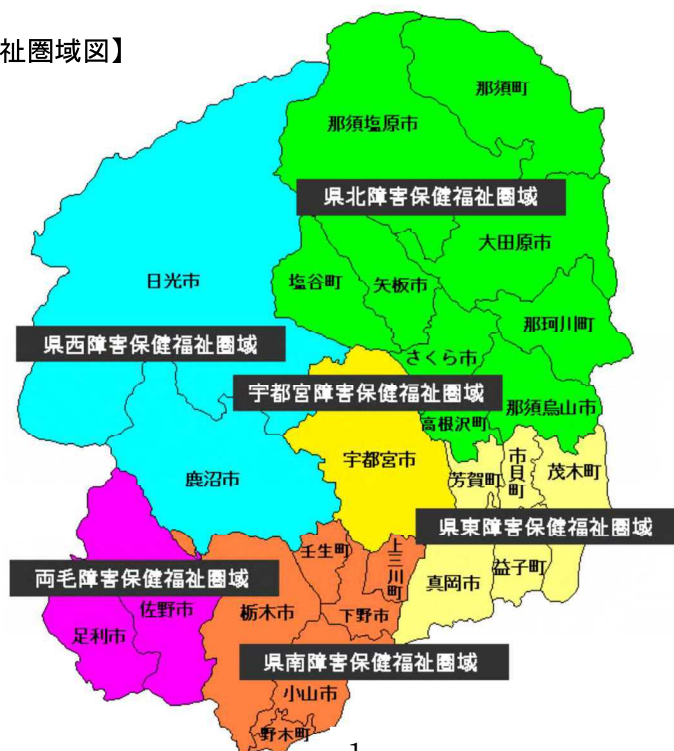 祉圏域図】
那須町
那須塩原市
県北障害保健福祉圏域
大田原市
日光市
塩谷町
矢板市
那珂川町
県西障害保健福祉圏域
さくら市
宇都宮障害保健福祉圏域
那須烏山市
高根沢町
宇都宮市
鹿沼市
芳賀町
市貝町
茂木町
県東障害保健福祉圏域
壬生町
上三川町
益子町
両毛障害保健福祉圏域
真岡市
佐野市
栃木市
下野市
足利市
県南障害保健福祉圏域
小山市
野木町
1